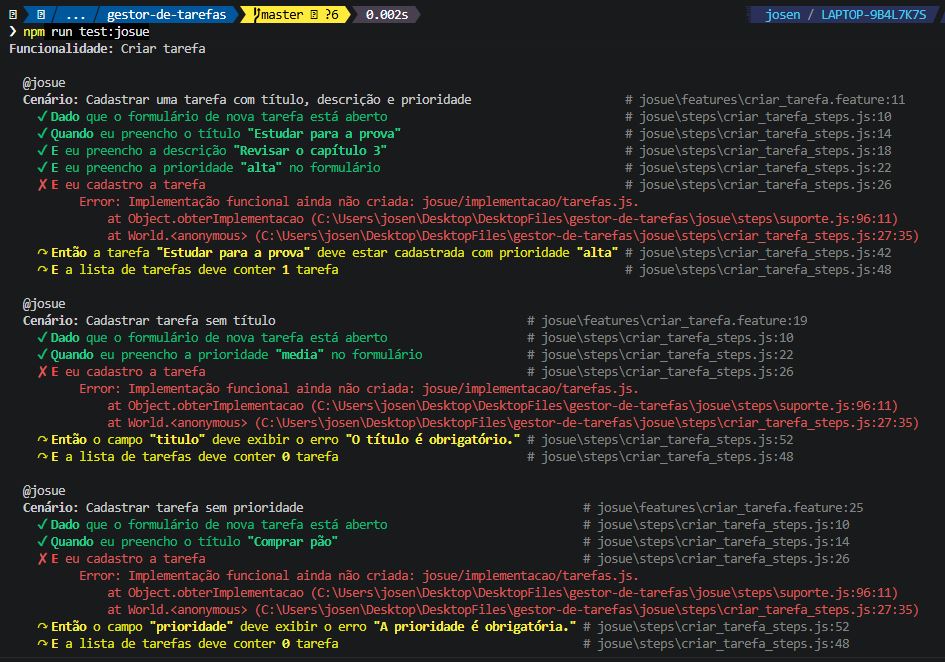 ... gestor-de-tarefas master ?6 0.002s josen / LAPTOP-9B4L7K7S
❯ npm run test:josue
Funcionalidade: Criar tarefa
@josue
Cenário: Cadastrar uma tarefa com título, descrição e prioridade # josue\features\criar_tarefa.feature:11
✓ Dado que o formulário de nova tarefa está aberto # josue\steps\criar_tarefa_steps.js:10
✓ Quando eu preencho o título "Estudar para a prova" # josue\steps\criar_tarefa_steps.js:14
✓ E eu preencho a descrição "Revisar o capítulo 3" # josue\steps\criar_tarefa_steps.js:18
✓ E eu preencho a prioridade "alta" no formulário # josue\steps\criar_tarefa_steps.js:22
✗ E eu cadastro a tarefa # josue\steps\criar_tarefa_steps.js:26
Error: Implementação funcional ainda não criada: josue/implementacao/tarefas.js.
at Object.obterImplementacao (C:\Users\josen\Desktop\DesktopFiles\gestor-de-tarefas\josue\steps\suporte.js:96:11)
at World.<anonymous> (C:\Users\josen\Desktop\DesktopFiles\gestor-de-tarefas\josue\steps\criar_tarefa_steps.js:27:35)
↷ Então a tarefa "Estudar para a prova" deve estar cadastrada com prioridade "alta" # josue\steps\criar_tarefa_steps.js:42
↷ E a lista de tarefas deve conter 1 tarefa # josue\steps\criar_tarefa_steps.js:48
@josue
Cenário: Cadastrar tarefa sem título # josue\features\criar_tarefa.feature:19
✓ Dado que o formulário de nova tarefa está aberto # josue\steps\criar_tarefa_steps.js:10
✓ Quando eu preencho a prioridade "media" no formulário # josue\steps\criar_tarefa_steps.js:22
✗ E eu cadastro a tarefa # josue\steps\criar_tarefa_steps.js:26
Error: Implementação funcional ainda não criada: josue/implementacao/tarefas.js.
at Object.obterImplementacao (C:\Users\josen\Desktop\DesktopFiles\gestor-de-tarefas\josue\steps\suporte.js:96:11)
at World.<anonymous> (C:\Users\josen\Desktop\DesktopFiles\gestor-de-tarefas\josue\steps\criar_tarefa_steps.js:27:35)
↷ Então o campo "titulo" deve exibir o erro "O título é obrigatório." # josue\steps\criar_tarefa_steps.js:52
↷ E a lista de tarefas deve conter 0 tarefa # josue\steps\criar_tarefa_steps.js:48
@josue
Cenário: Cadastrar tarefa sem prioridade # josue\features\criar_tarefa.feature:25
✓ Dado que o formulário de nova tarefa está aberto # josue\steps\criar_tarefa_steps.js:10
✓ Quando eu preencho o título "Comprar pão" # josue\steps\criar_tarefa_steps.js:14
✗ E eu cadastro a tarefa # josue\steps\criar_tarefa_steps.js:26
Error: Implementação funcional ainda não criada: josue/implementacao/tarefas.js.
at Object.obterImplementacao (C:\Users\josen\Desktop\DesktopFiles\gestor-de-tarefas\josue\steps\suporte.js:96:11)
at World.<anonymous> (C:\Users\josen\Desktop\DesktopFiles\gestor-de-tarefas\josue\steps\criar_tarefa_steps.js:27:35)
↷ Então o campo "prioridade" deve exibir o erro "A prioridade é obrigatória." # josue\steps\criar_tarefa_steps.js:52
↷ E a lista de tarefas deve conter 0 tarefa # josue\steps\criar_tarefa_steps.js:48